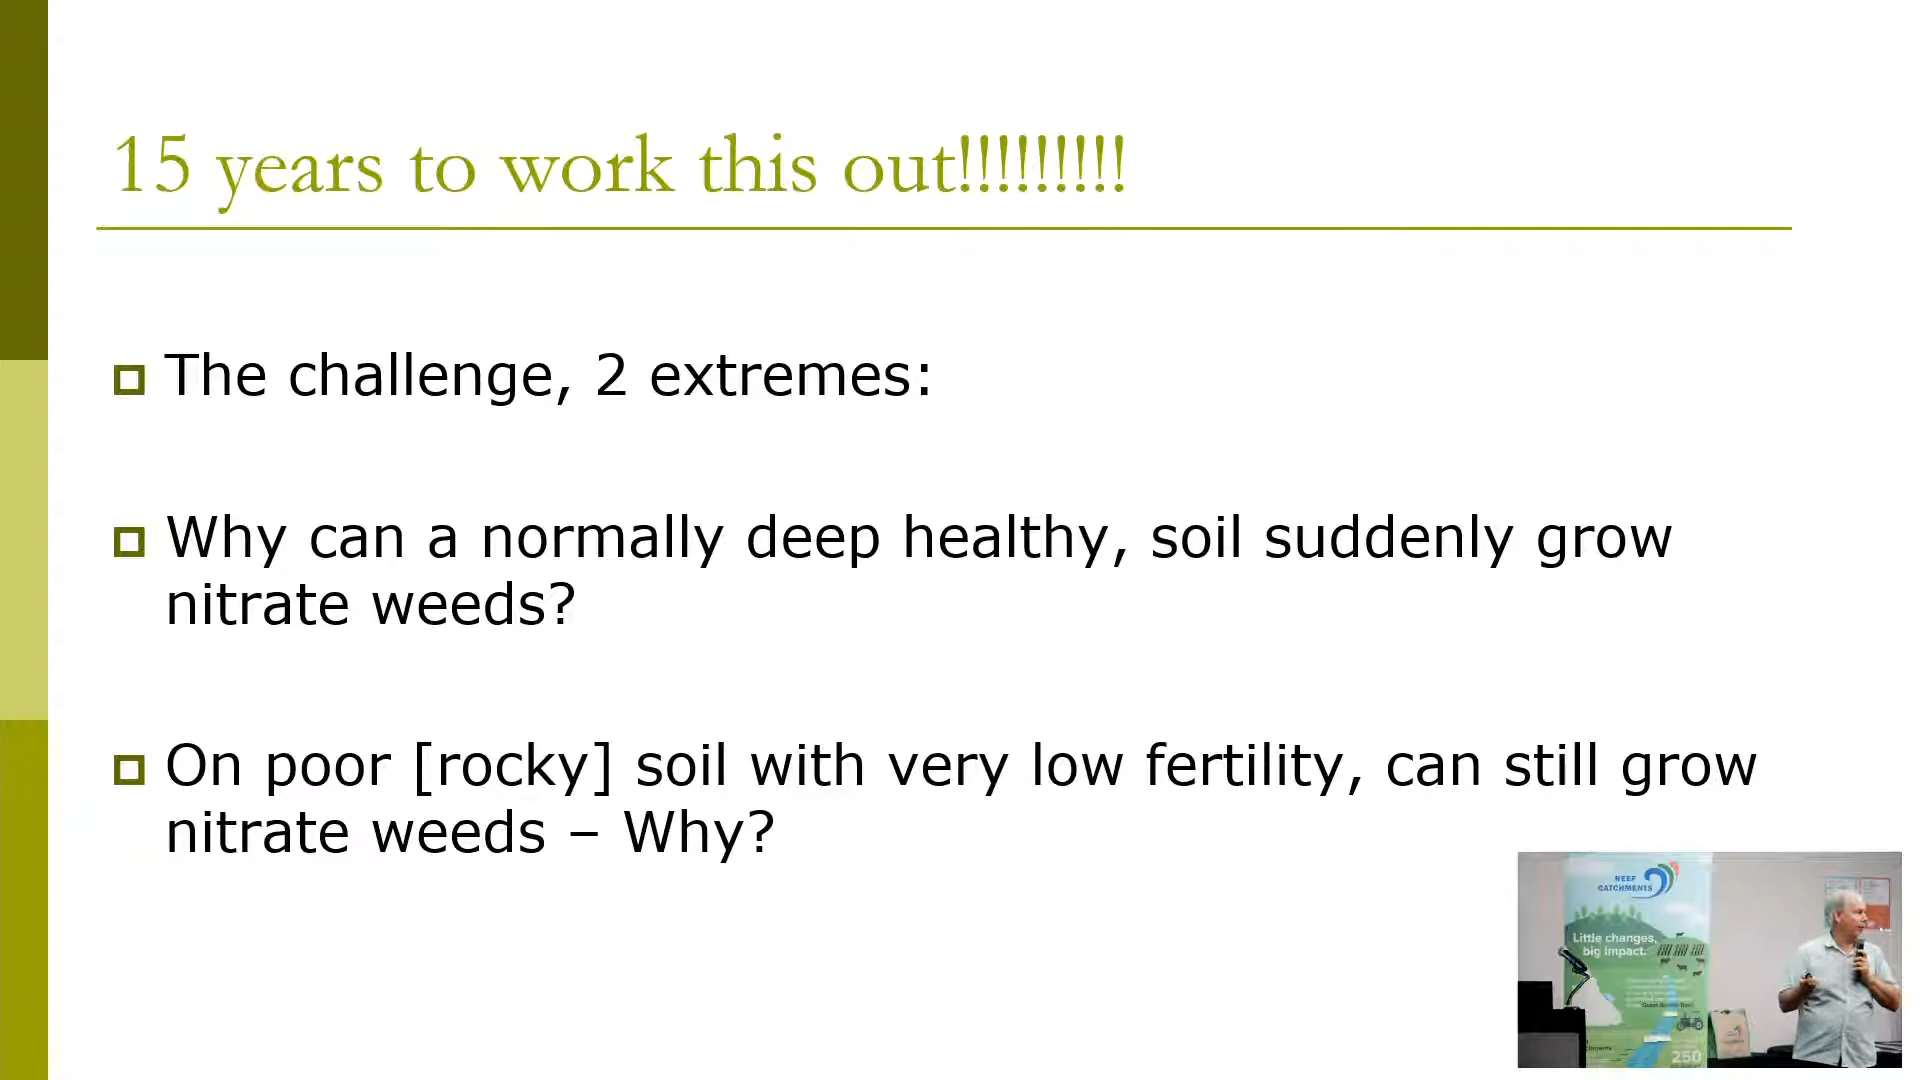 15 years to work this out!!!!!!!!!
The challenge, 2 extremes:
Why can a normally deep healthy, soil suddenly grow
nitrate weeds?
On poor [rocky] soil with very low fertility, can still grow
nitrate weeds – Why?
REEF
CATCHMENTS
Little changes,
big impact.
250